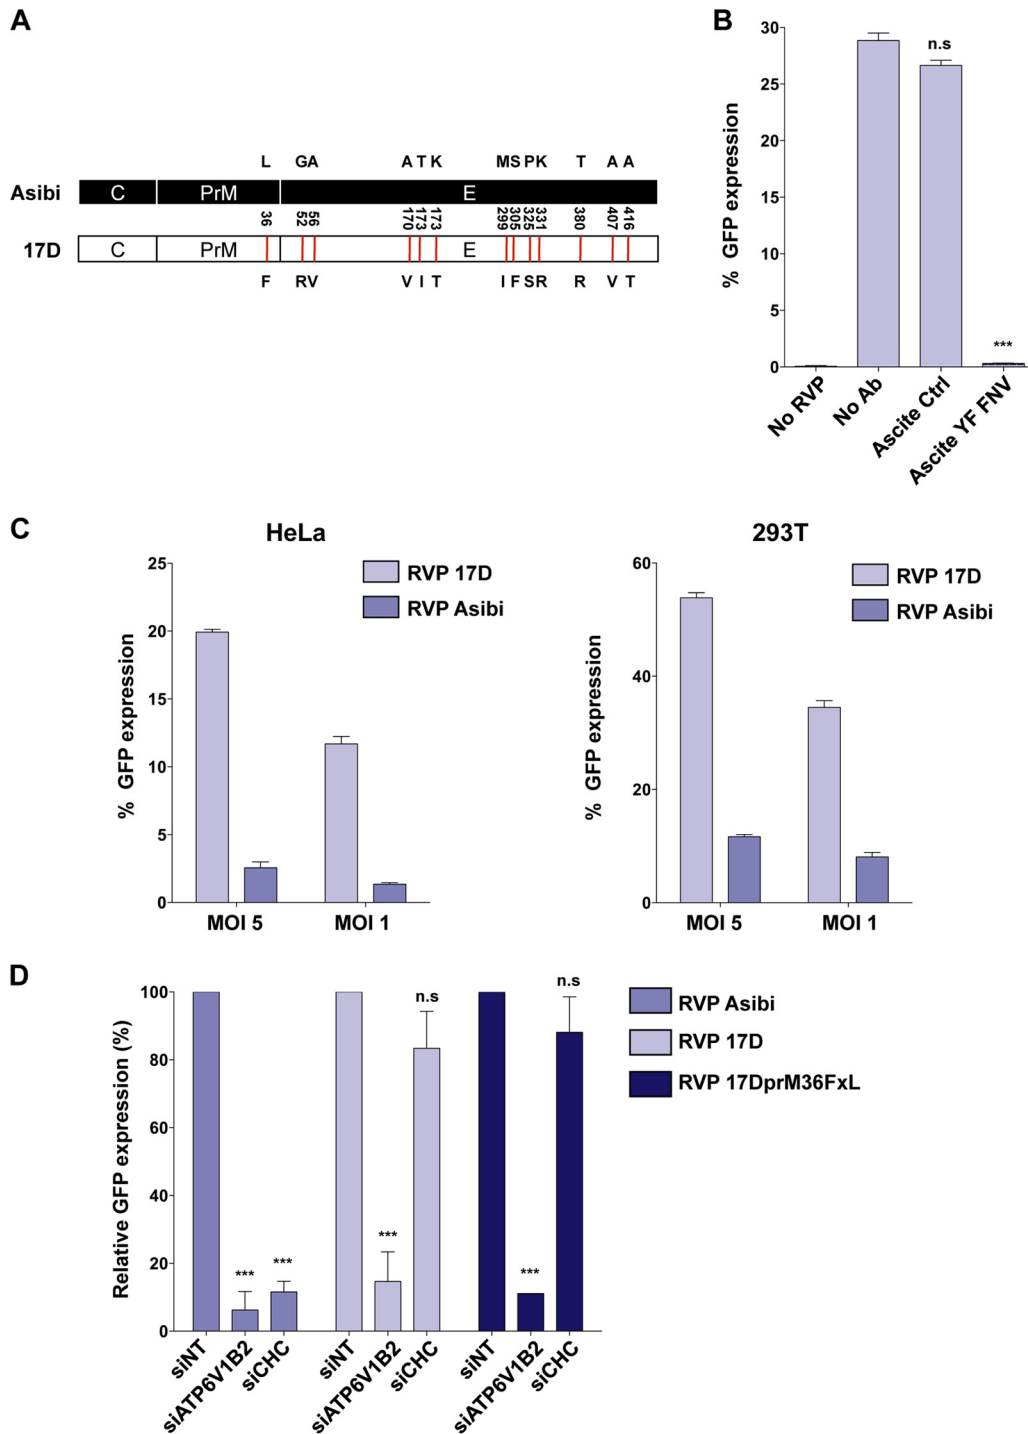 A
L GA A T K M S P K T A A
Asibi C PrM E
36 52 56 170 173 173 299 305 325 331 380 407 416
17D C PrM E
F R V V I T I F S R R V T
B
% GFP expression
30
25
20
15
10
5
0
n.s
***
No RVP
No Ab
Ascite Ctrl
Ascite YF FNV
C
HeLa
% GFP expression
25
20
15
10
5
0
RVP 17D
RVP Asibi
MOI 5 MOI 1
293T
% GFP expression
60
40
20
0
RVP 17D
RVP Asibi
MOI 5 MOI 1
D
Relative GFP expression (%)
100
80
60
40
20
0
*** ***
*** n.s
*** n.s
RVP Asibi
RVP 17D
RVP 17DprM36FxL
siNT
siATP6V1B2
siCHC
siNT
siATP6V1B2
siCHC
siNT
siATP6V1B2
siCHC